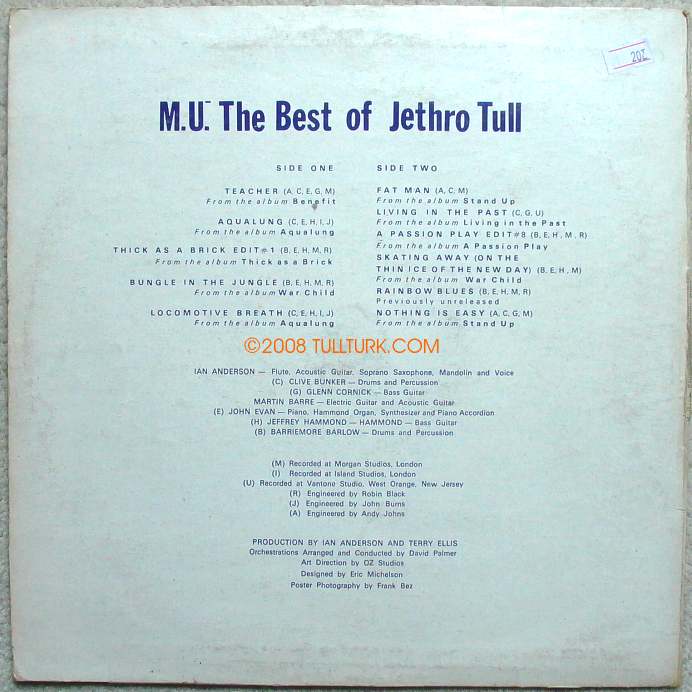 20Σ
M.U. The Best of Jethro Tull
SIDE ONE
TEACHER (A, C, E, G, M)
From the album Benefit
AQUALUNG (C, E, H, I, J)
From the album Aqualung
THICK AS A BRICK EDIT#1 (B, E, H, M, R)
From the album Thick as a Brick
BUNGLE IN THE JUNGLE (B, E, H, M, R)
From the album War Child
LOCOMOTIVE BREATH (C, E, H, I, J)
From the album Aqualung
SIDE TWO
FAT MAN (A, C, M)
From the album Stand Up
LIVING IN THE PAST (C, G, U)
From the album Living in the Past
A PASSION PLAY EDIT#8 (B, E, H, M, R)
From the album A Passion Play
SKATING AWAY (ON THE
THIN ICE OF THE NEW DAY) (B, E, H, M)
From the album War Child
RAINBOW BLUES (B, E, H, M, R)
Previously unreleased
NOTHING IS EASY (A, C, G, M)
From the album Stand Up
©2008 TULLTURK.COM
IAN ANDERSON — Flute, Acoustic Guitar, Soprano Saxophone, Mandolin and Voice
(C) CLIVE BUNKER — Drums and Percussion
(G) GLENN CORNICK — Bass Guitar
MARTIN BARRE — Electric Guitar and Acoustic Guitar
(E) JOHN EVAN — Piano, Hammond Organ, Synthesizer and Piano Accordion
(H) JEFFREY HAMMOND — HAMMOND — Bass Guitar
(B) BARRIEMORE BARLOW — Drums and Percussion
(M) Recorded at Morgan Studios, London
(I) Recorded at Island Studios, London
(U) Recorded at Vantone Studio, West Orange, New Jersey
(R) Engineered by Robin Black
(J) Engineered by John Burns
(A) Engineered by Andy Johns
PRODUCTION BY IAN ANDERSON AND TERRY ELLIS
Orchestrations Arranged and Conducted by David Palmer
Art Direction by OZ Studios
Designed by Eric Michelson
Poster Photography by Frank Bez